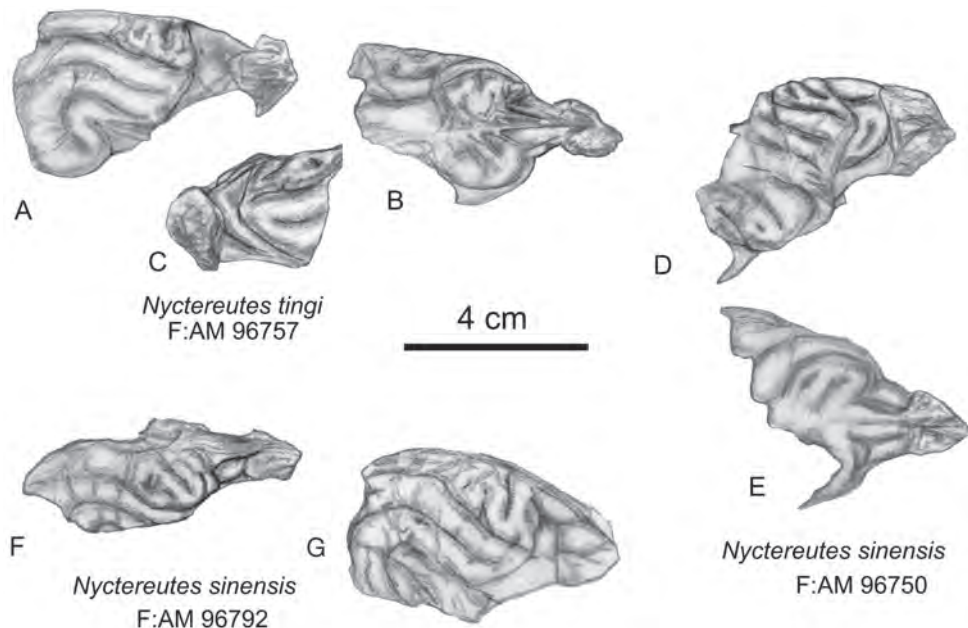 A
B
C
D
Nyctereutes tingi
F:AM 96757
4 cm
E
F
G
Nyctereutes sinensis
F:AM 96792
Nyctereutes sinensis
F:AM 96750